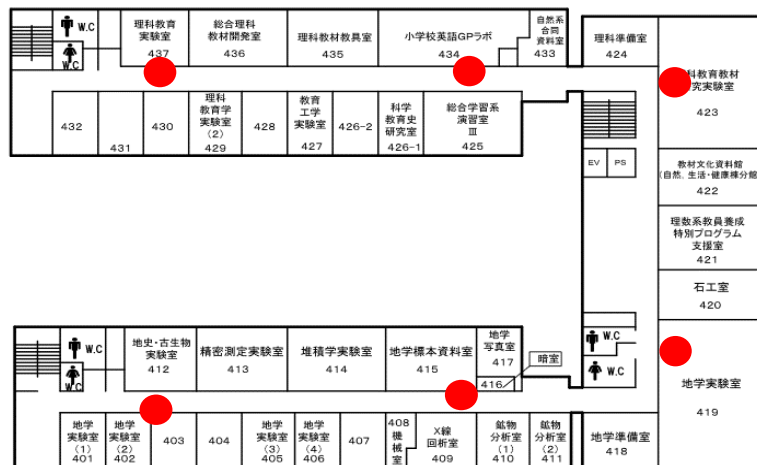 W.C
W.C
理科教育
実験室
437
総合理科
教材開発室
436
理科教材教具室
435
小学校英語GPラボ
434
自然系
合同
資料室
433
理科準備室
424
科教育教材
究実験室
423
432
431
430
理科
教育学
実験室
(2)
429
428
教育
工学
実験室
427
426-2
科学
教育史
研究室
426-1
総合学習系
演習室
Ⅲ
425
EV
PS
教材文化資料館
(自然、生活・健康棟分館)
422
理数系教員養成
特別プログラム
支援室
421
石工室
420
W.C
W.C
地学実験室
419
W.C
W.C
地史・古生物
実験室
412
精密測定実験室
413
堆積学実験室
414
地学標本資料室
415
地学
写真室
417
416
暗室
地学
実験室
(1)
401
地学
実験室
(2)
402
403
404
地学
実験室
(3)
405
地学
実験室
(4)
406
407
408
機
械
室
X線
回析室
409
鉱物
分析室
(1)
410
鉱物
分析室
(2)
411
地学準備室
418